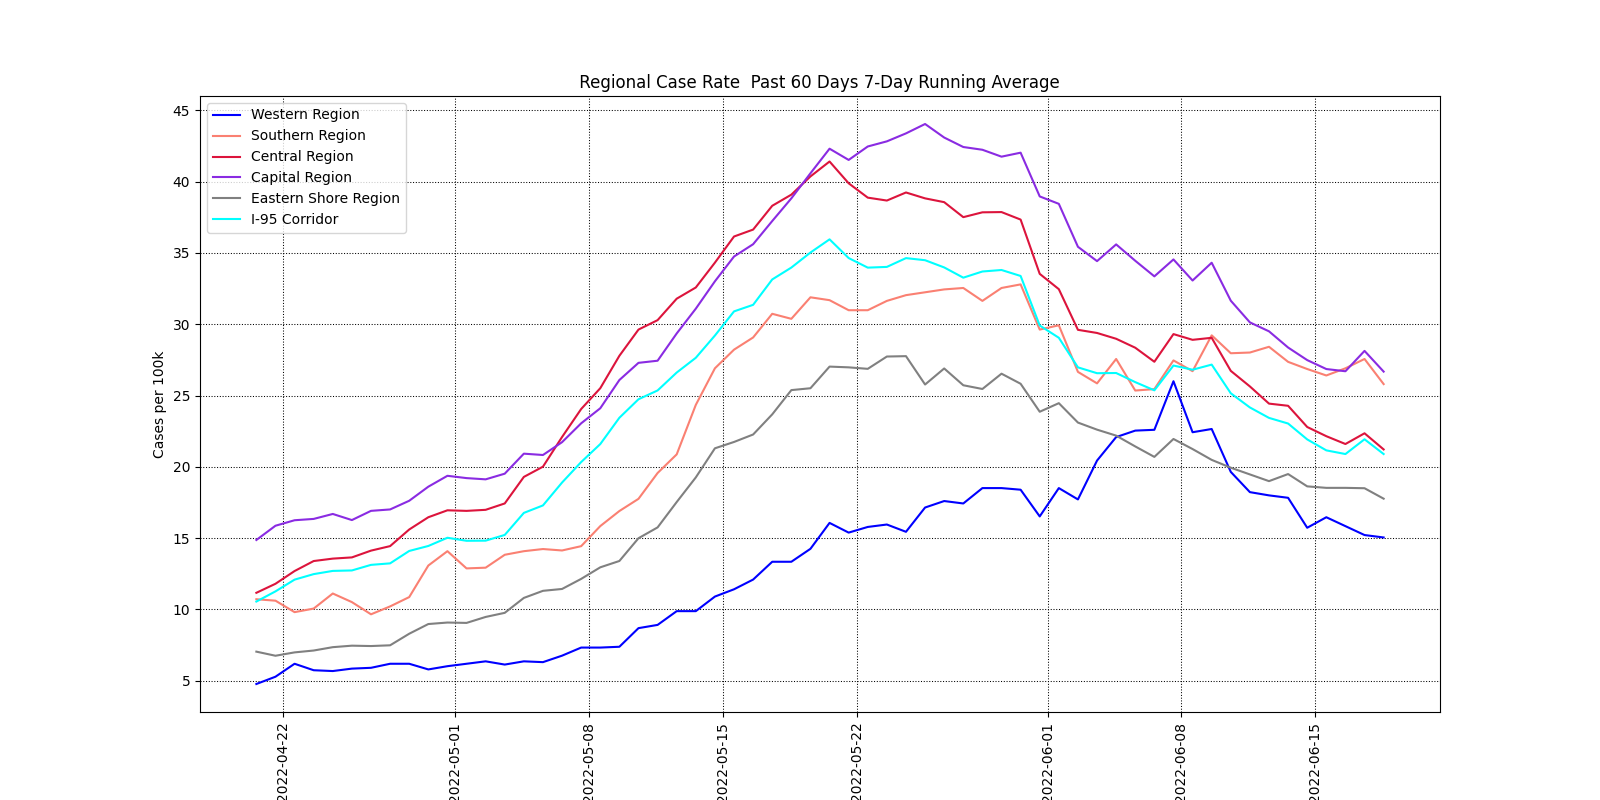 Regional Case Rate  Past 60 Days 7-Day Running Average
Western Region
Southern Region
Central Region
Capital Region
Eastern Shore Region
I-95 Corridor
Cases per 100k
45
40
35
30
25
20
15
10
5
2022-04-22
2022-05-01
2022-05-08
2022-05-15
2022-05-22
2022-06-01
2022-06-08
2022-06-15